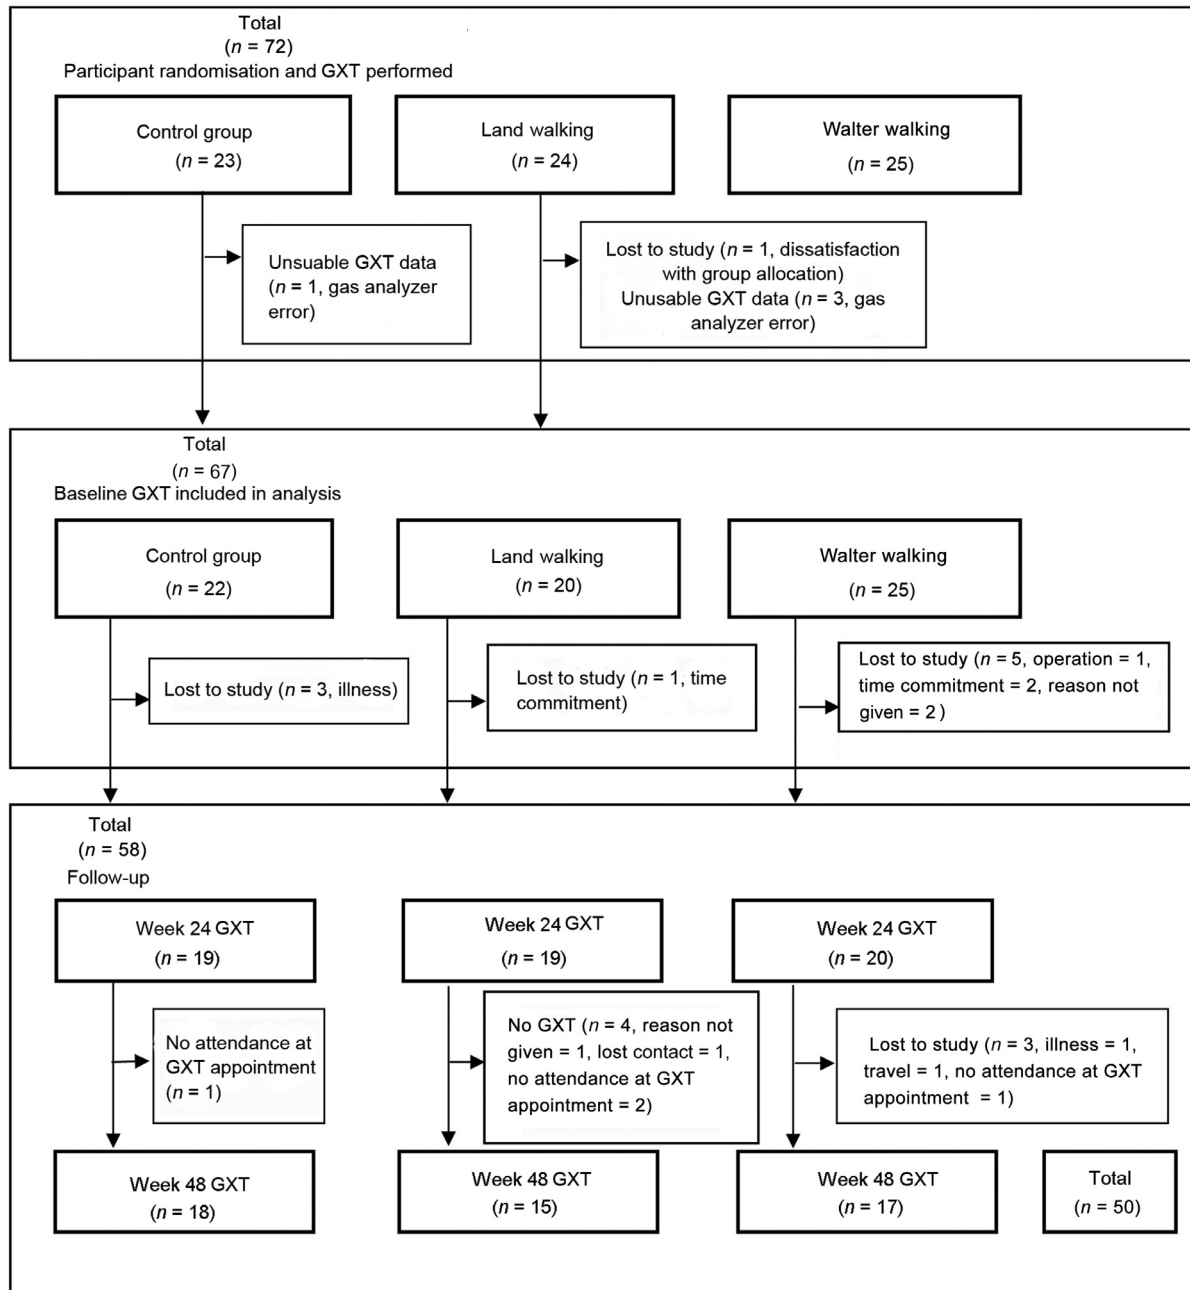 Total
(n = 72)
Participant randomisation and GXT performed
Control group
(n = 23)
Land walking
(n = 24)
Walter walking
(n = 25)
Unsuable GXT data
(n = 1, gas analyzer
error)
Lost to study (n = 1, dissatisfaction
with group allocation)
Unusable GXT data (n = 3, gas
analyzer error)
Total
(n = 67)
Baseline GXT included in analysis
Control group
(n = 22)
Land walking
(n = 20)
Walter walking
(n = 25)
Lost to study (n = 3, illness)
Lost to study (n = 1, time
commitment)
Lost to study (n = 5, operation = 1,
time commitment = 2, reason not
given = 2 )
Total
(n = 58)
Follow-up
Week 24 GXT
(n = 19)
Week 24 GXT
(n = 19)
Week 24 GXT
(n = 20)
No attendance at
GXT appointment
(n = 1)
No GXT (n = 4, reason not
given = 1, lost contact = 1,
no attendance at GXT
appointment = 2)
Lost to study (n = 3, illness = 1,
travel = 1, no attendance at GXT
appointment = 1)
Week 48 GXT
(n = 18)
Week 48 GXT
(n = 15)
Week 48 GXT
(n = 17)
Total
(n = 50)